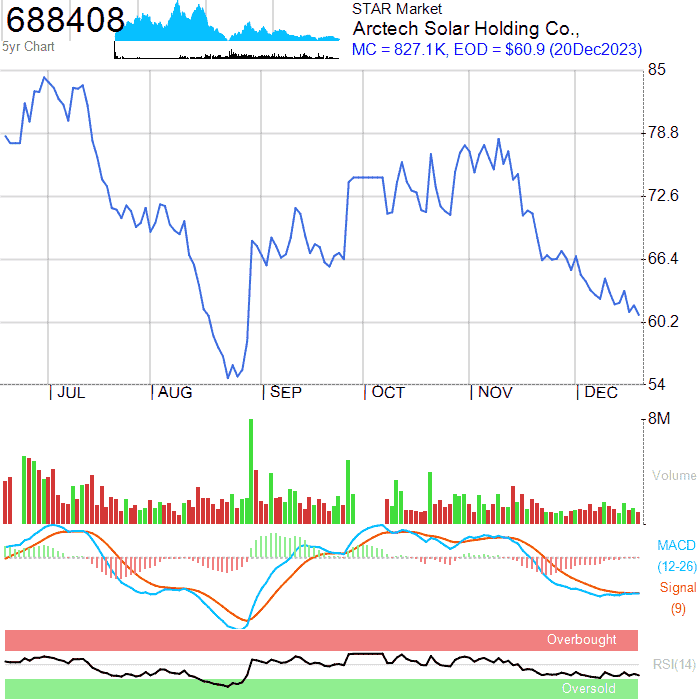 688408
5yr Chart
STAR Market
Arctech Solar Holding Co.,
MC = 827.1K, EOD = $60.9 (20Dec2023)
85
78.8
72.6
66.4
60.2
54
JUL AUG SEP OCT NOV DEC
8M
Volume
MACD
(12-26)
Signal
(9)
Overbought
RSI(14)
Oversold